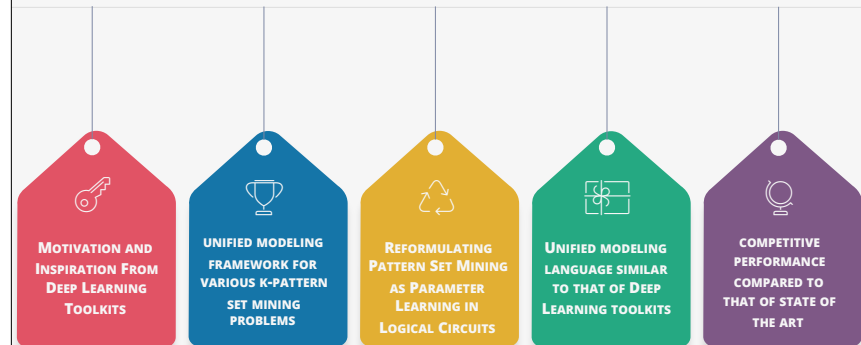 Motivation and
Inspiration From
Deep Learning
Toolkits
unified modeling
framework for
various k-pattern
set mining
problems
Reformulating
Pattern Set Mining
as Parameter
Learning in
Logical Circuits
Unified modeling
language similar
to that of Deep
Learning toolkits
competitive
performance
compared to
that of state of
the art